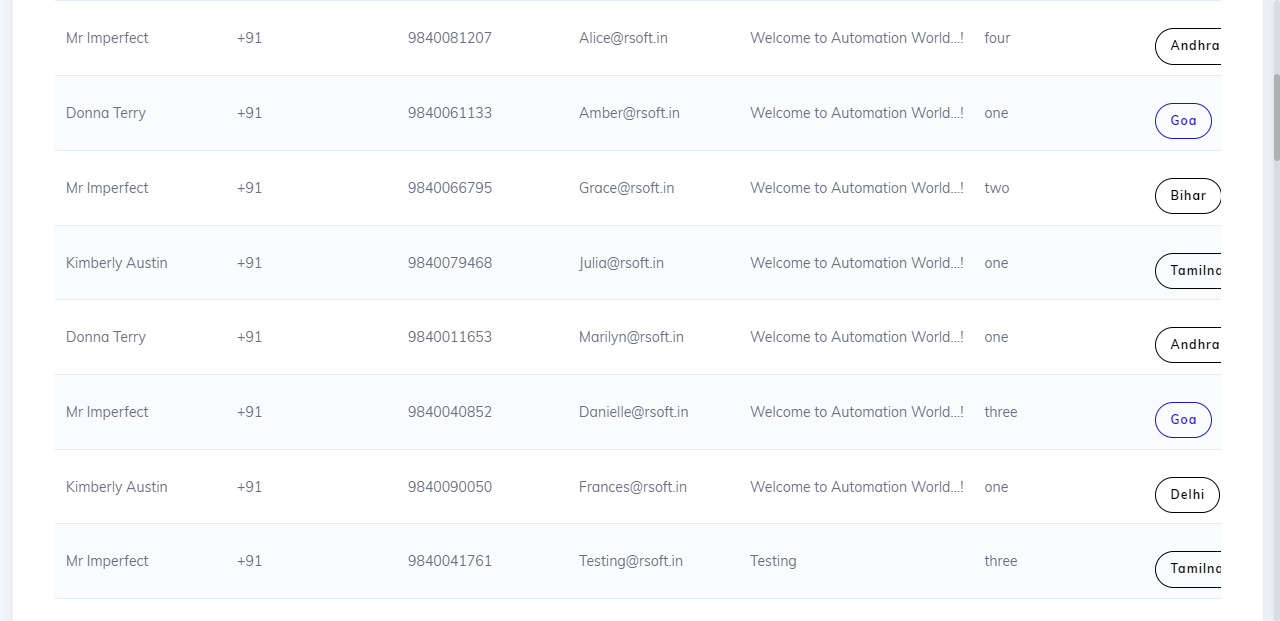 Mr Imperfect +91 9840081207 Alice@rsoft.in Welcome to Automation World...! four Andhra
Donna Terry +91 9840061133 Amber@rsoft.in Welcome to Automation World...! one Goa
Mr Imperfect +91 9840066795 Grace@rsoft.in Welcome to Automation World...! two Bihar
Kimberly Austin +91 9840079468 Julia@rsoft.in Welcome to Automation World...! one Tamilna
Donna Terry +91 9840011653 Marilyn@rsoft.in Welcome to Automation World...! one Andhra
Mr Imperfect +91 9840040852 Danielle@rsoft.in Welcome to Automation World...! three Goa
Kimberly Austin +91 9840090050 Frances@rsoft.in Welcome to Automation World...! one Delhi
Mr Imperfect +91 9840041761 Testing@rsoft.in Testing three Tamilna